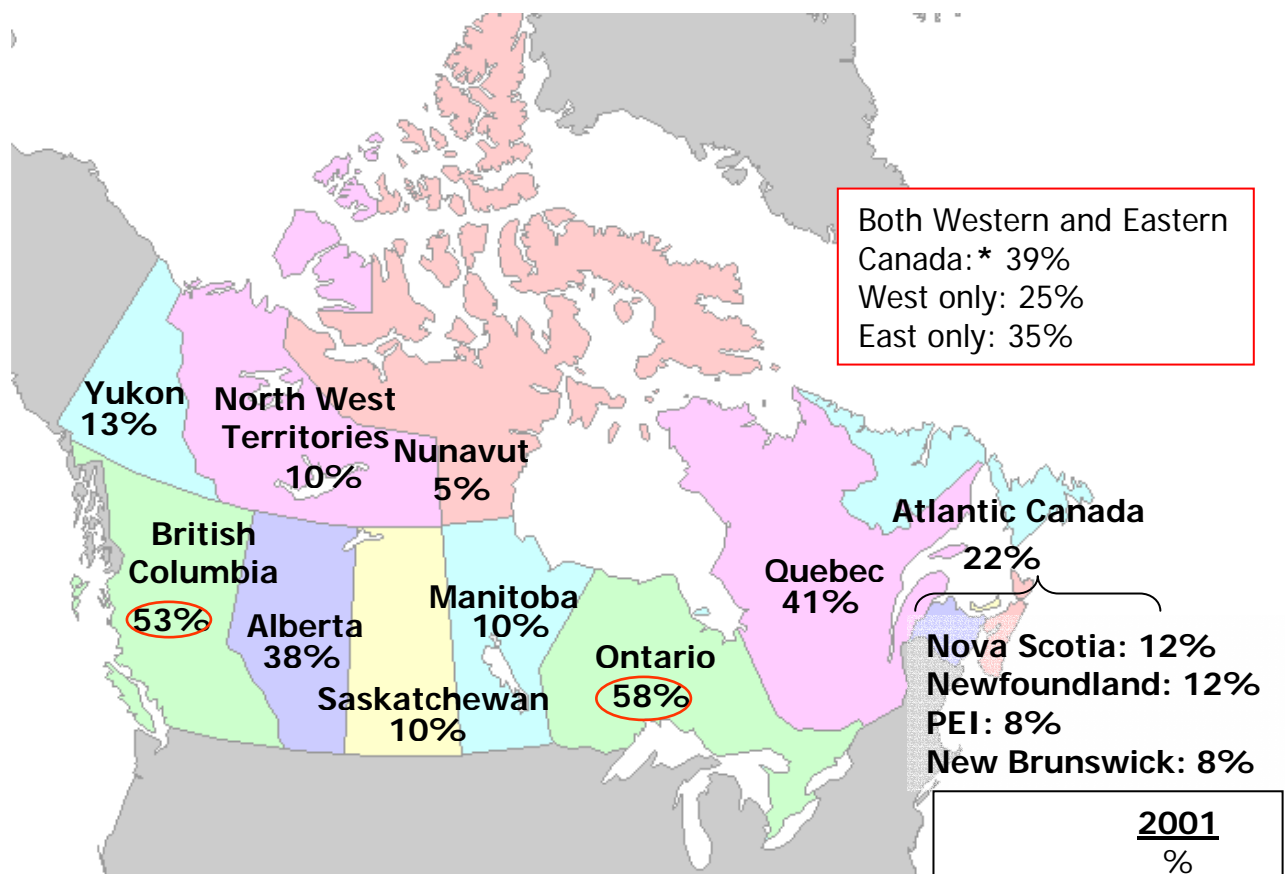 Both Western and Eastern
Canada:* 39%
West only: 25%
East only: 35%
Yukon
13%
North West
Territories
10%
Nunavut
5%
British
Columbia
53%
Alberta
38%
Saskatchewan
10%
Manitoba
10%
Ontario
58%
Quebec
41%
Atlantic Canada
22%
Nova Scotia: 12%
Newfoundland: 12%
PEI: 8%
New Brunswick: 8%
2001
%